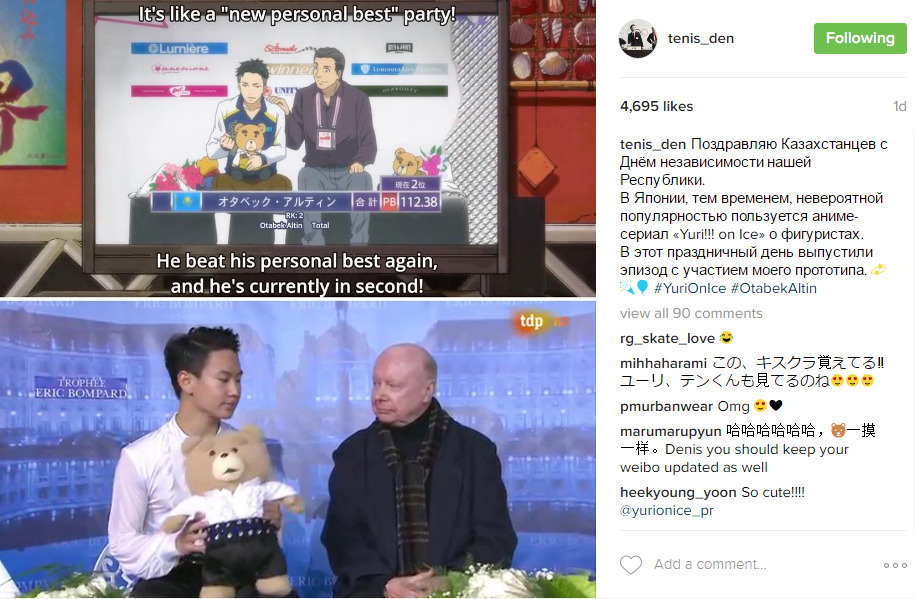 It's like a "new personal best" party!
Lumière
UNITY
現在2位
オタベック・アルティン 合計 PB 112.38
RK: 2
Otabek Altin Total
He beat his personal best again,
and he's currently in second!
tdp
TROPHÉE
ERIC BOMPARD
tenis_den
Following
4,695 likes
1d
tenis_den Поздравляю Казахстанцев с
Днём независимости нашей
Республики.
В Японии, тем временем, невероятной
популярностью пользуется аниме-
сериал «Yuri!!! on Ice» о фигуристах.
В этот праздничный день выпустили
эпизод с участием моего прототипа. 💫
🎉🎈 #YuriOnIce #OtabekAltin
view all 90 comments
rg_skate_love 😂
mihhaharami この、キスクラ覚えてる‼
ユーリ、テンくんも見てるのね😍😍😍
pmurbanwear Omg 😍🖤
marumarupyun 哈哈哈哈哈哈，🐻一摸
一样。Denis you should keep your
weibo updated as well
heekyoung_yoon So cute!!!!
@yurionice_pr
Add a comment...